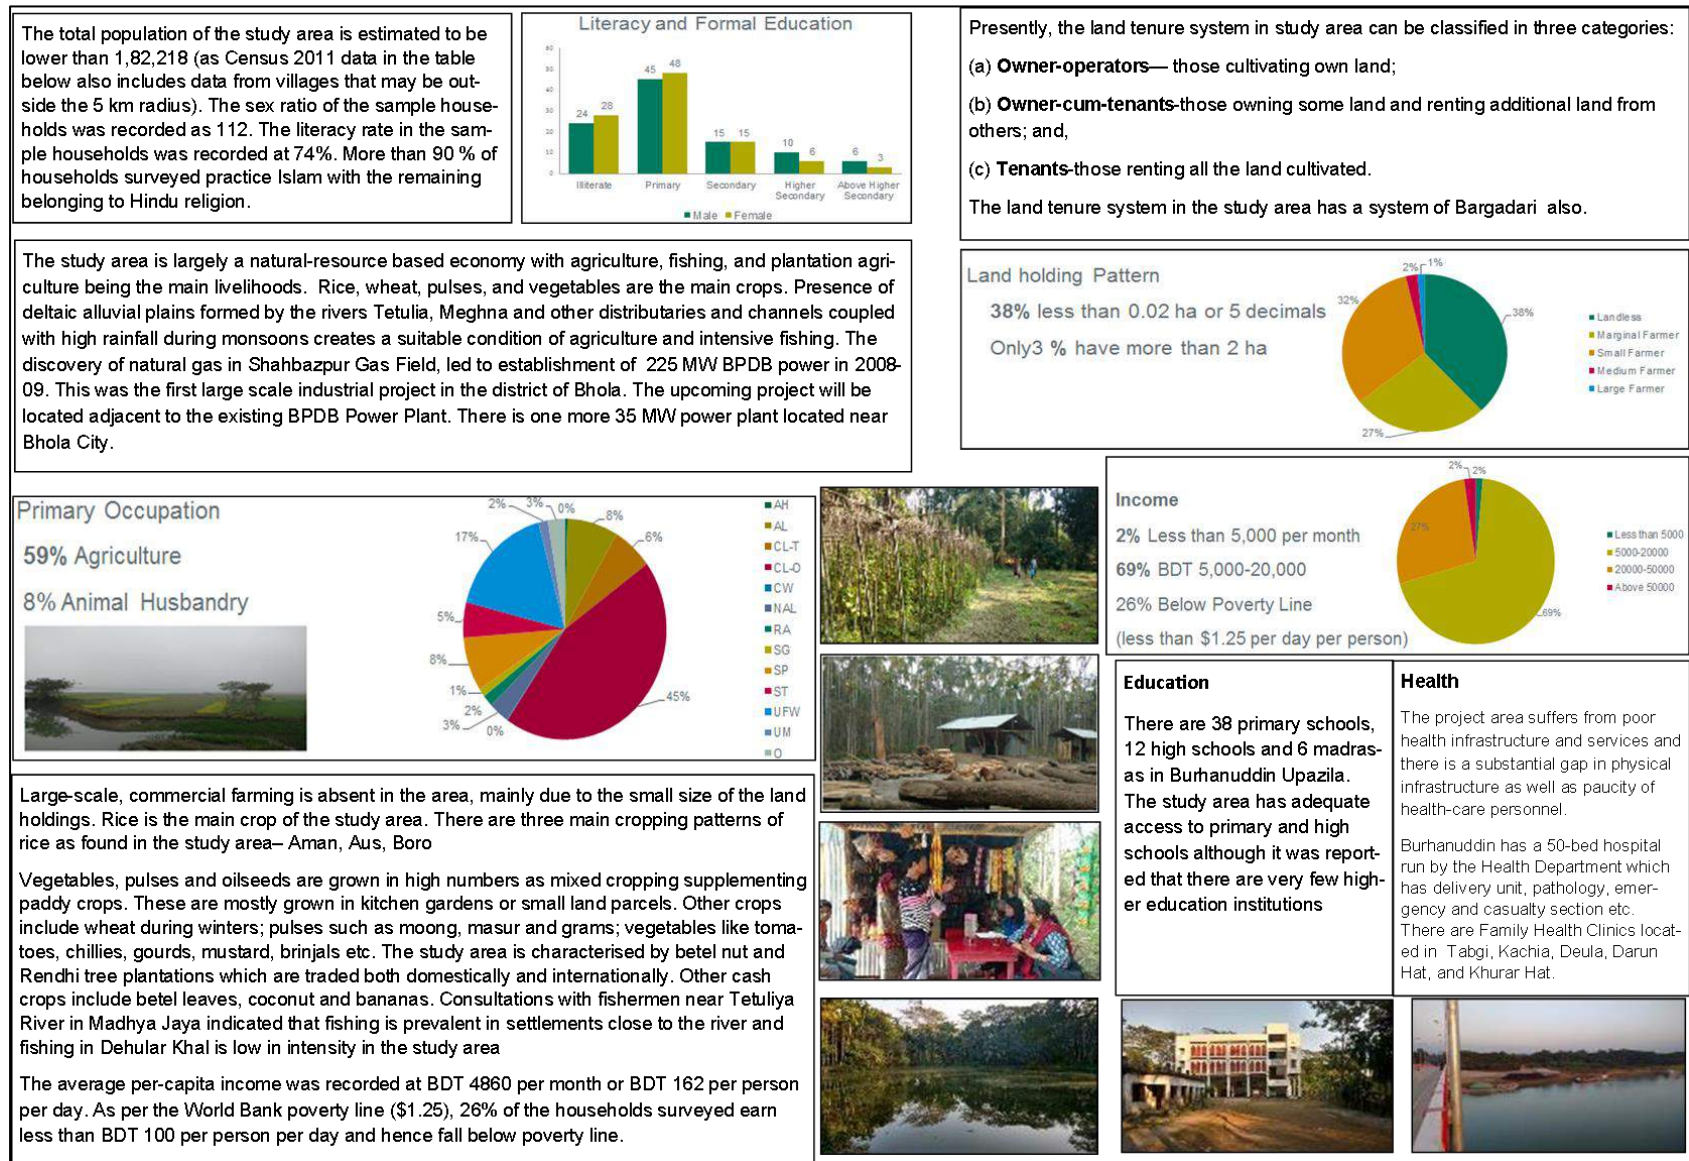 The total population of the study area is estimated to be
lower than 1,82,218 (as Census 2011 data in the table
below also includes data from villages that may be out-
side the 5 km radius). The sex ratio of the sample house-
holds was recorded as 112. The literacy rate in the sam-
ple households was recorded at 74%. More than 90 % of
households surveyed practice Islam with the remaining
belonging to Hindu religion.
Literacy and Formal Education
60
50
40
30
20
10
0
24 28
45 48
15 15
10 6
6 3
Illiterate Primary Secondary Higher Secondary Above Higher Secondary
Male Female
Presently, the land tenure system in study area can be classified in three categories:
(a) Owner-operators— those cultivating own land;
(b) Owner-cum-tenants-those owning some land and renting additional land from
others; and,
(c) Tenants-those renting all the land cultivated.
The land tenure system in the study area has a system of Bargadari also.
The study area is largely a natural-resource based economy with agriculture, fishing, and plantation agri-
culture being the main livelihoods. Rice, wheat, pulses, and vegetables are the main crops. Presence of
deltaic alluvial plains formed by the rivers Tetulia, Meghna and other distributaries and channels coupled
with high rainfall during monsoons creates a suitable condition of agriculture and intensive fishing. The
discovery of natural gas in Shahbazpur Gas Field, led to establishment of 225 MW BPDB power in 2008-
09. This was the first large scale industrial project in the district of Bhola. The upcoming project will be
located adjacent to the existing BPDB Power Plant. There is one more 35 MW power plant located near
Bhola City.
Land holding Pattern
38% less than 0.02 ha or 5 decimals
Only3 % have more than 2 ha
2% 1%
32%
38%
27%
Landless
Marginal Farmer
Small Farmer
Medium Farmer
Large Farmer
Primary Occupation
59% Agriculture
8% Animal Husbandry
2% 3% 0%
8%
6%
17%
5%
8%
1%
2%
3% 0%
45%
AH
AL
CL-T
CL-O
CW
NAL
RA
SG
SP
ST
UFW
UM
O
Income
2% Less than 5,000 per month
69% BDT 5,000-20,000
26% Below Poverty Line
(less than $1.25 per day per person)
2% 2%
27%
69%
Less than 5000
5000-20000
20000-50000
Above 50000
Education
There are 38 primary schools,
12 high schools and 6 madras-
as in Burhanuddin Upazila.
The study area has adequate
access to primary and high
schools although it was report-
ed that there are very few high-
er education institutions
Health
The project area suffers from poor
health infrastructure and services and
there is a substantial gap in physical
infrastructure as well as paucity of
health-care personnel.
Burhanuddin has a 50-bed hospital
run by the Health Department which
has delivery unit, pathology, emer-
gency and casualty section etc.
There are Family Health Clinics locat-
ed in Tabgi, Kachia, Deula, Darun
Hat, and Khurar Hat.
Large-scale, commercial farming is absent in the area, mainly due to the small size of the land
holdings. Rice is the main crop of the study area. There are three main cropping patterns of
rice as found in the study area– Aman, Aus, Boro
Vegetables, pulses and oilseeds are grown in high numbers as mixed cropping supplementing
paddy crops. These are mostly grown in kitchen gardens or small land parcels. Other crops
include wheat during winters; pulses such as moong, masur and grams; vegetables like toma-
toes, chillies, gourds, mustard, brinjals etc. The study area is characterised by betel nut and
Rendhi tree plantations which are traded both domestically and internationally. Other cash
crops include betel leaves, coconut and bananas. Consultations with fishermen near Tetuliya
River in Madhya Jaya indicated that fishing is prevalent in settlements close to the river and
fishing in Dehular Khal is low in intensity in the study area
The average per-capita income was recorded at BDT 4860 per month or BDT 162 per person
per day. As per the World Bank poverty line ($1.25), 26% of the households surveyed earn
less than BDT 100 per person per day and hence fall below poverty line.